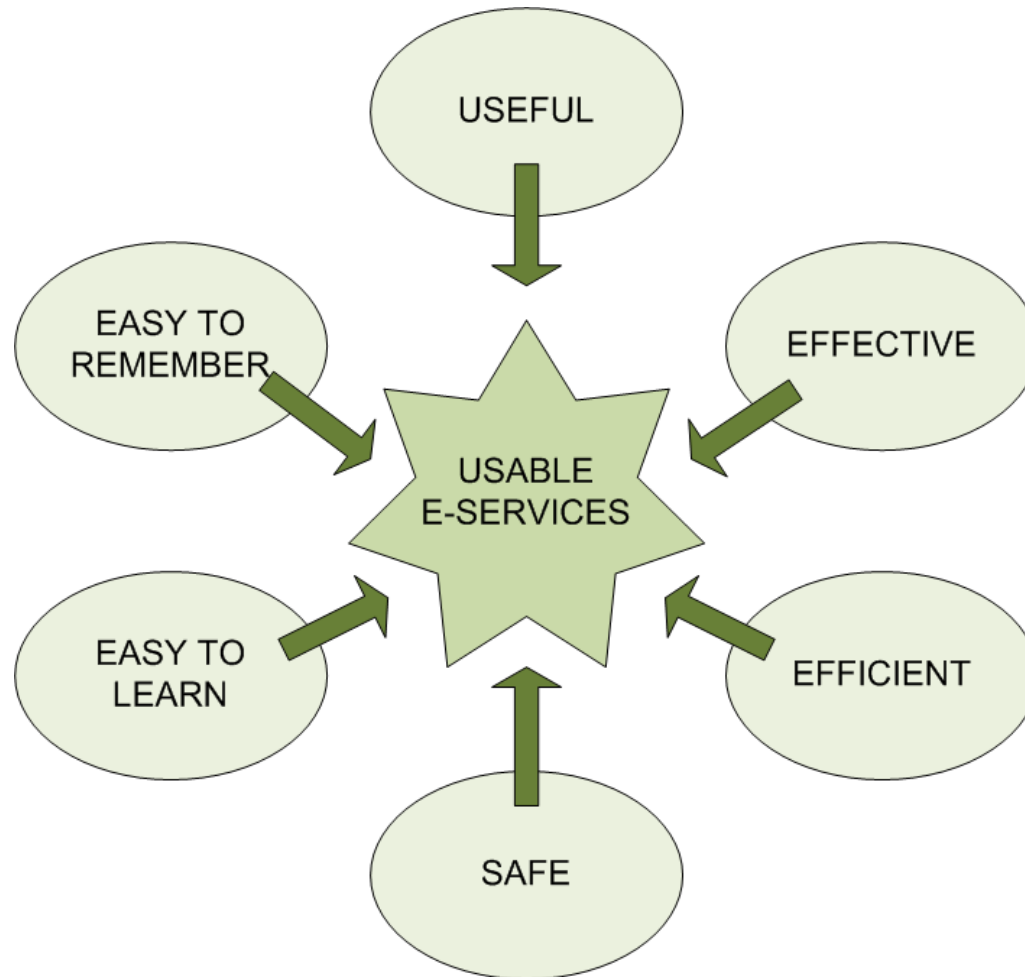 USEFUL
EASY TO
REMEMBER
EFFECTIVE
USABLE
E-SERVICES
EASY TO
LEARN
EFFICIENT
SAFE